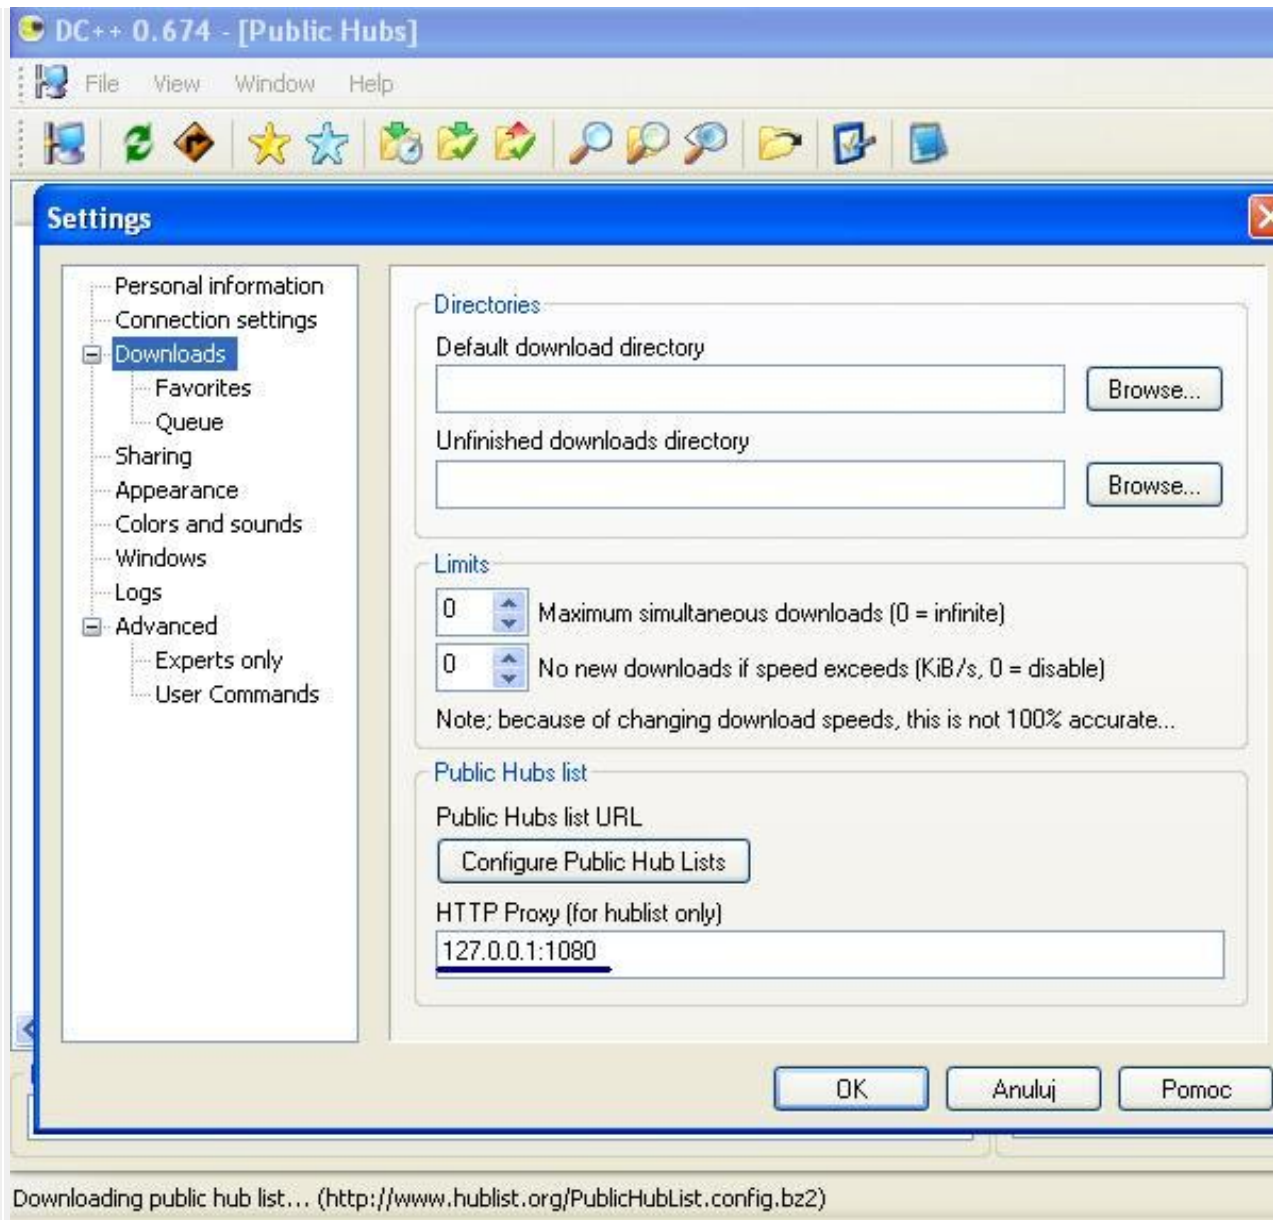 DC++ 0.674 - [Public Hubs]
File View Window Help
Settings
Personal information
Connection settings
Downloads
Favorites
Queue
Sharing
Appearance
Colors and sounds
Windows
Logs
Advanced
Experts only
User Commands
Directories
Default download directory
Browse...
Unfinished downloads directory
Browse...
Limits
0 Maximum simultaneous downloads (0 = infinite)
0 No new downloads if speed exceeds (KiB/s, 0 = disable)
Note; because of changing download speeds, this is not 100% accurate...
Public Hubs list
Public Hubs list URL
Configure Public Hub Lists
HTTP Proxy (for hublist only)
127.0.0.1:1080
OK Anuluj Pomoc
Downloading public hub list... (http://www.hublist.org/PublicHubList.config.bz2)